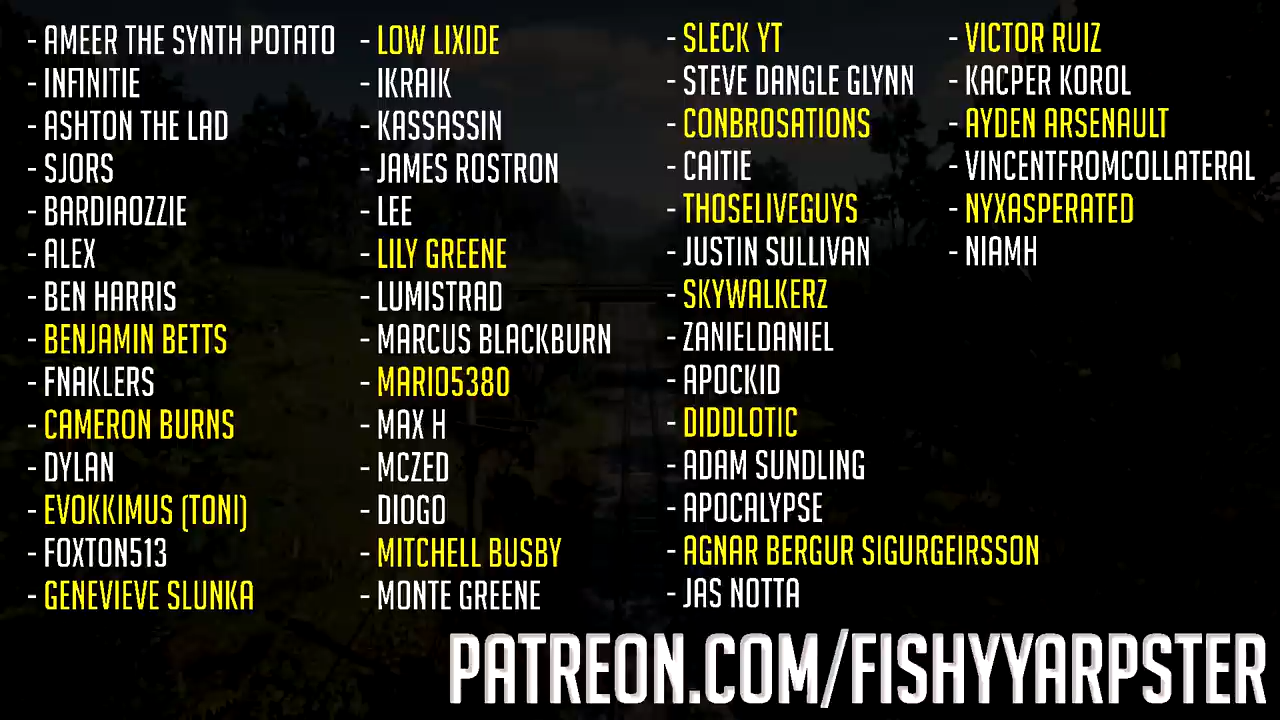 - AMEER THE SYNTH POTATO
- INFINITIE
- ASHTON THE LAD
- SJORS
- BARDIAOZZIE
- ALEX
- BEN HARRIS
- BENJAMIN BETTS
- FNAKLERS
- CAMERON BURNS
- DYLAN
- EVOKKIMUS (TONI)
- FOXTON513
- GENEVIEVE SLUNKA
- LOW LIXIDE
- IKRAIK
- KASSASSIN
- JAMES ROSTRON
- LEE
- LILY GREENE
- LUMISTRAD
- MARCUS BLACKBURN
- MARIO5380
- MAX H
- MCZED
- DIOGO
- MITCHELL BUSBY
- MONTE GREENE
- SLECK YT
- STEVE DANGLE GLYNN
- CONBROSATIONS
- CAITIE
- THOSELIVEGUYS
- JUSTIN SULLIVAN
- SKYWALKERZ
- ZANIELDANIEL
- APOCKID
- DIDDLOTIC
- ADAM SUNDLING
- APOCALYPSE
- AGNAR BERGUR SIGURGEIRSSON
- JAS NOTTA
- VICTOR RUIZ
- KACPER KOROL
- AYDEN ARSENAULT
- VINCENTFROMCOLLATERAL
- NYXASPERATED
- NIAMH
PATREON.COM/FISHYYARPSTER